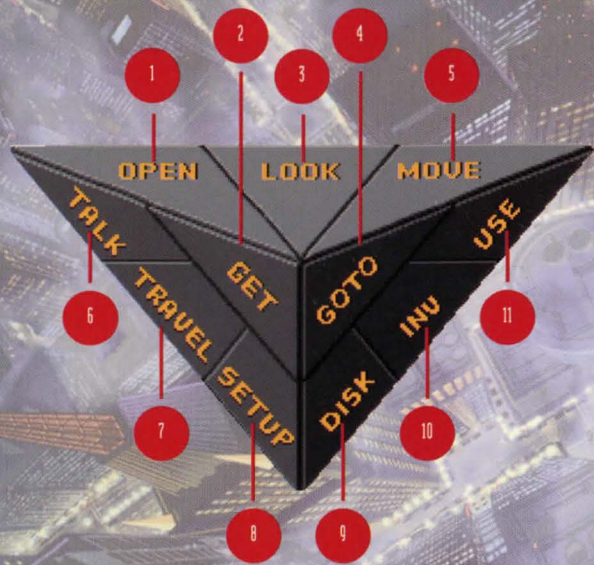 2
4
1
3
5
OPEN
LOOK
MOVE
TALK
GET
GOTO
USE
6
TRAVEL
INV
11
SETUP
DISK
7
10
8
9